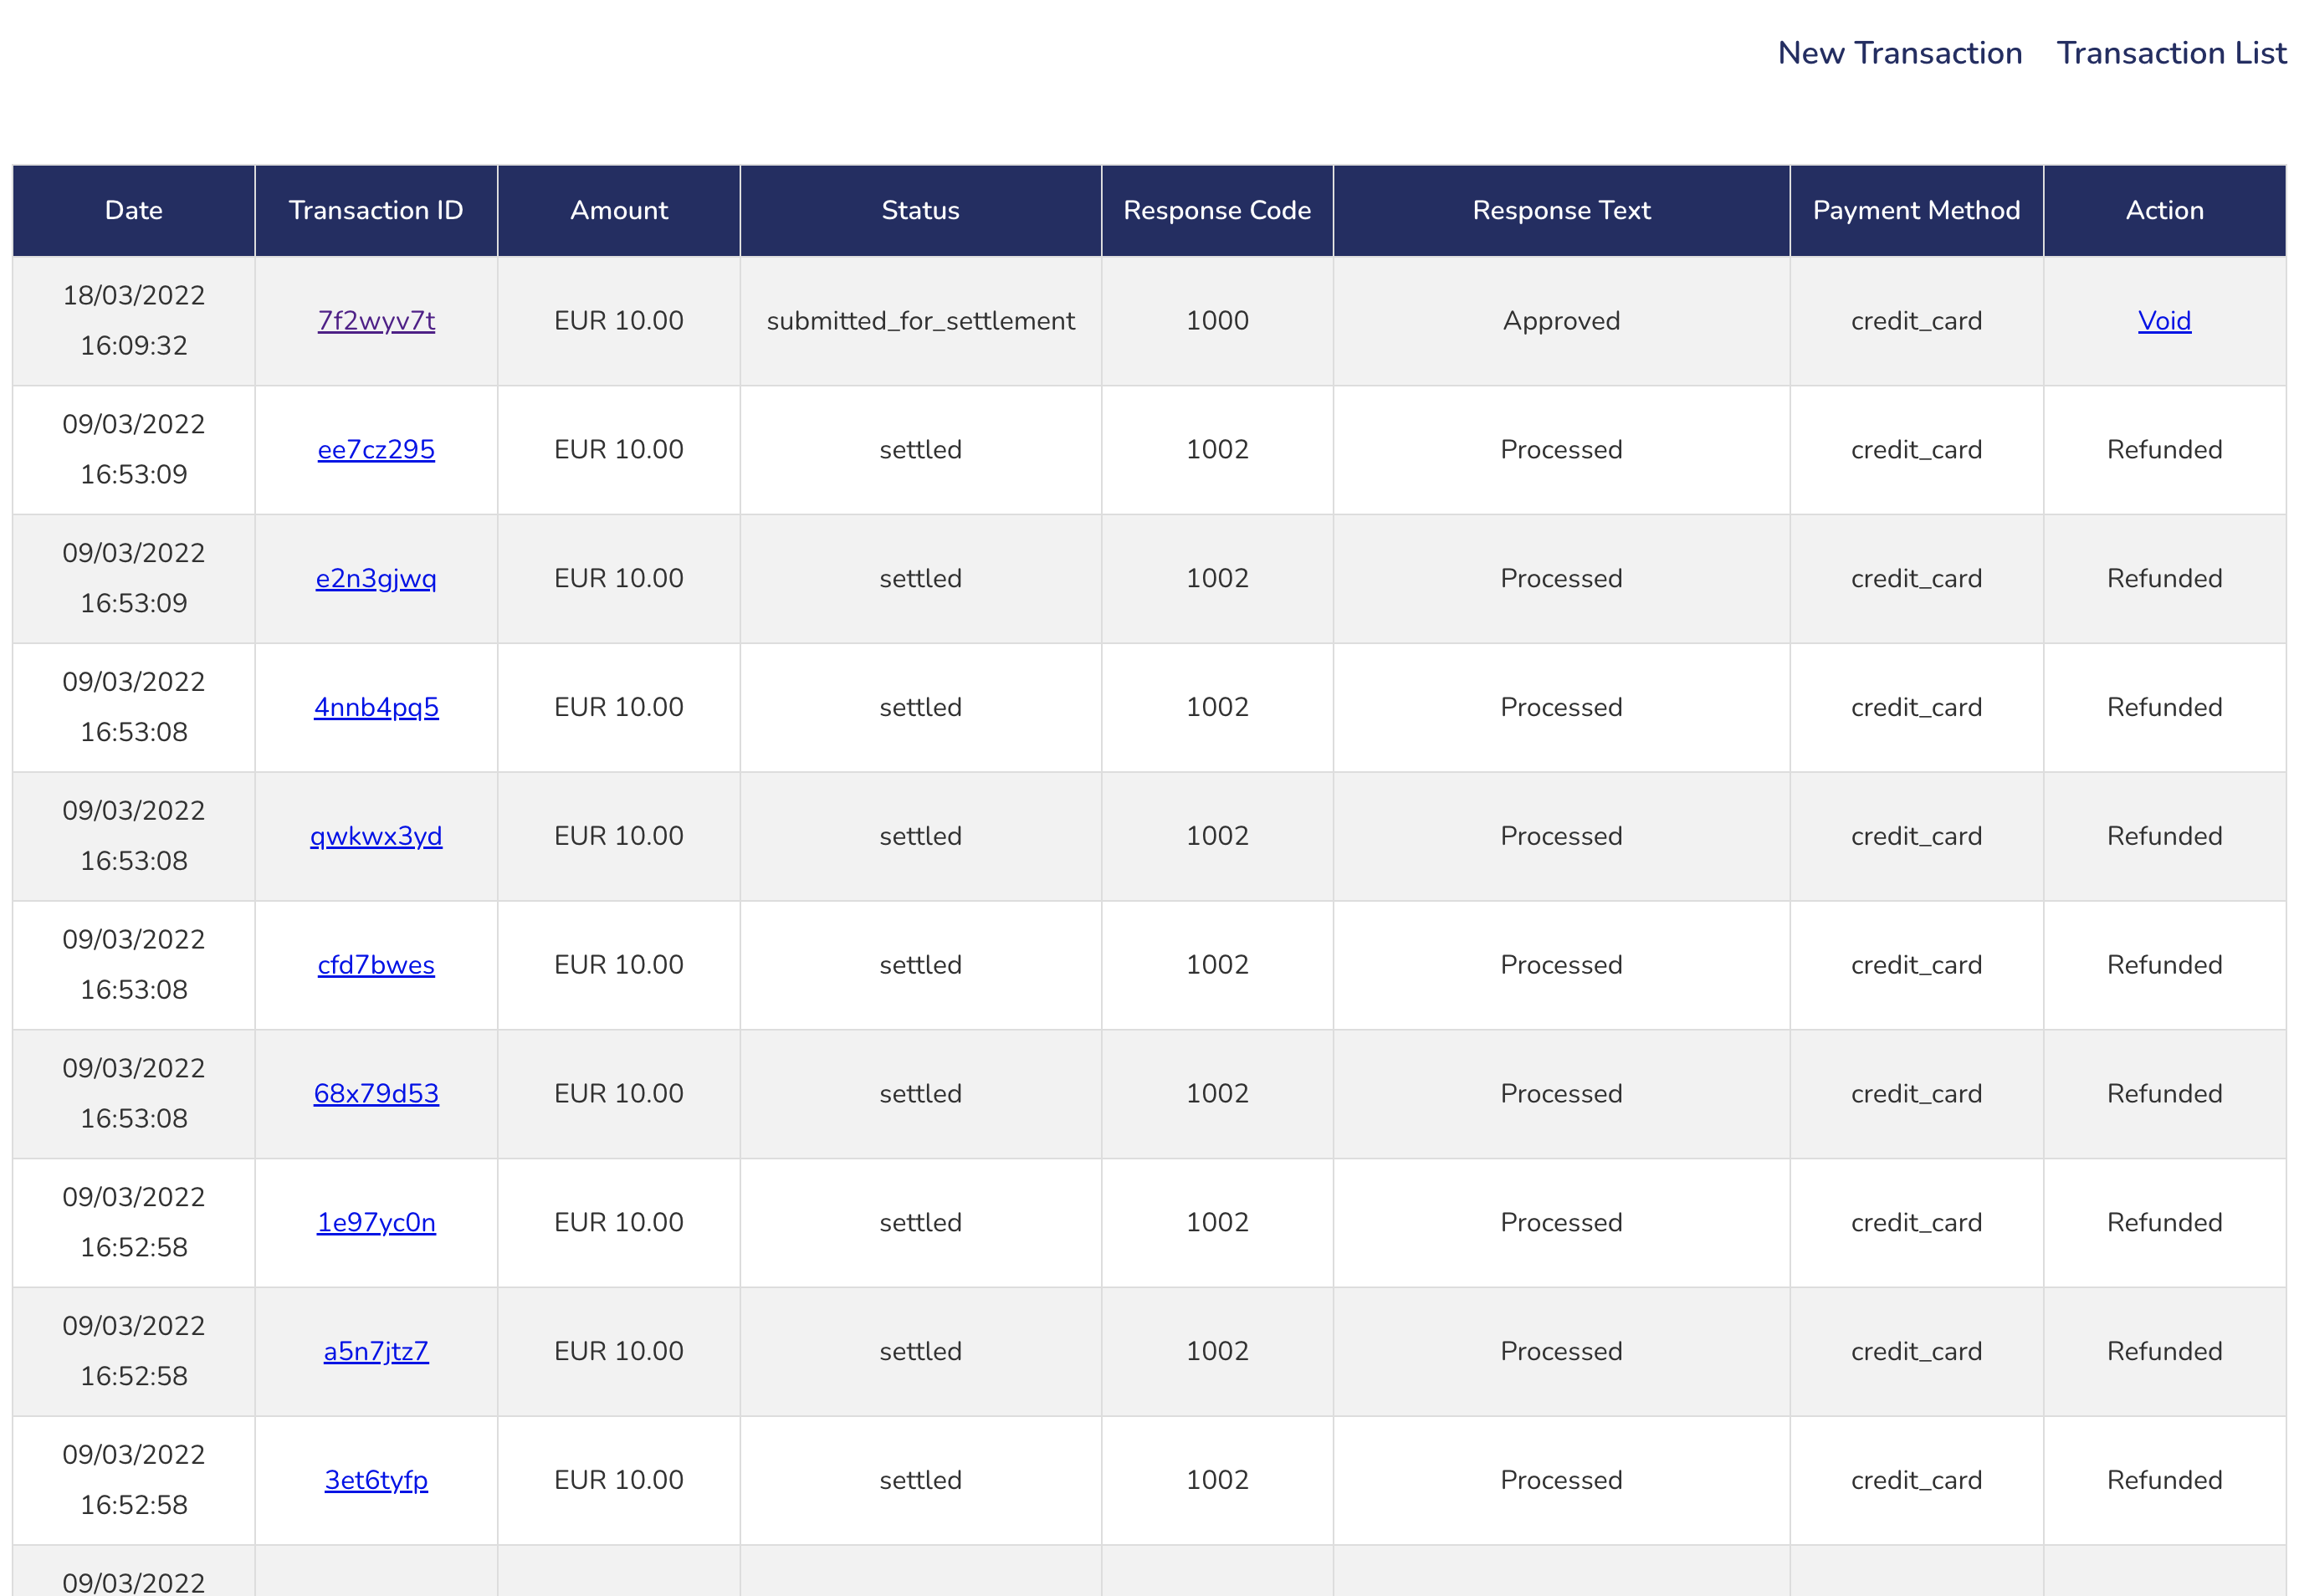 New Transaction Transaction List
Date Transaction ID Amount Status Response Code Response Text Payment Method Action
18/03/2022
16:09:32 7f2wyv7t EUR 10.00 submitted_for_settlement 1000 Approved credit_card Void
09/03/2022
16:53:09 ee7cz295 EUR 10.00 settled 1002 Processed credit_card Refunded
09/03/2022
16:53:09 e2n3gjwq EUR 10.00 settled 1002 Processed credit_card Refunded
09/03/2022
16:53:08 4nnb4pq5 EUR 10.00 settled 1002 Processed credit_card Refunded
09/03/2022
16:53:08 qwkwx3yd EUR 10.00 settled 1002 Processed credit_card Refunded
09/03/2022
16:53:08 cfd7bwes EUR 10.00 settled 1002 Processed credit_card Refunded
09/03/2022
16:53:08 68x79d53 EUR 10.00 settled 1002 Processed credit_card Refunded
09/03/2022
16:52:58 1e97yc0n EUR 10.00 settled 1002 Processed credit_card Refunded
09/03/2022
16:52:58 a5n7jtz7 EUR 10.00 settled 1002 Processed credit_card Refunded
09/03/2022
16:52:58 3et6tyfp EUR 10.00 settled 1002 Processed credit_card Refunded
09/03/2022